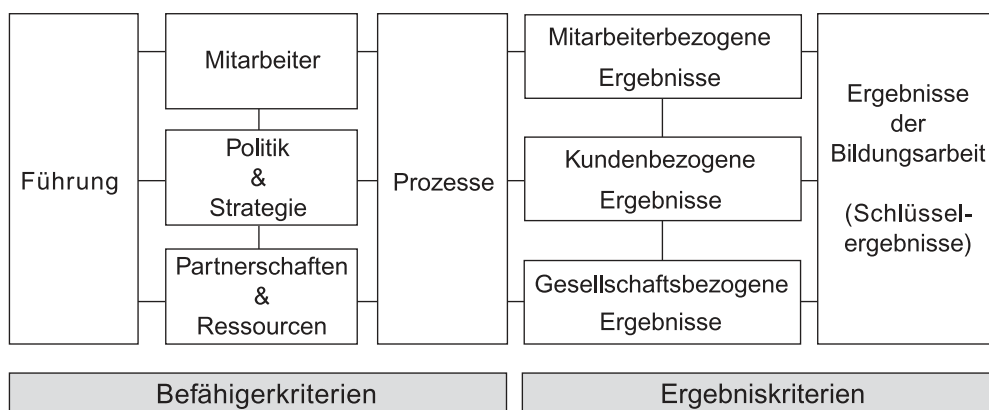 Führung
Mitarbeiter
Politik
&
Strategie
Partnerschaften
&
Ressourcen
Prozesse
Mitarbeiterbezogene
Ergebnisse
Kundenbezogene
Ergebnisse
Gesellschaftsbezogene
Ergebnisse
Ergebnisse
der
Bildungsarbeit
(Schlüssel-
ergebnisse)
Befähigerkriterien
Ergebniskriterien